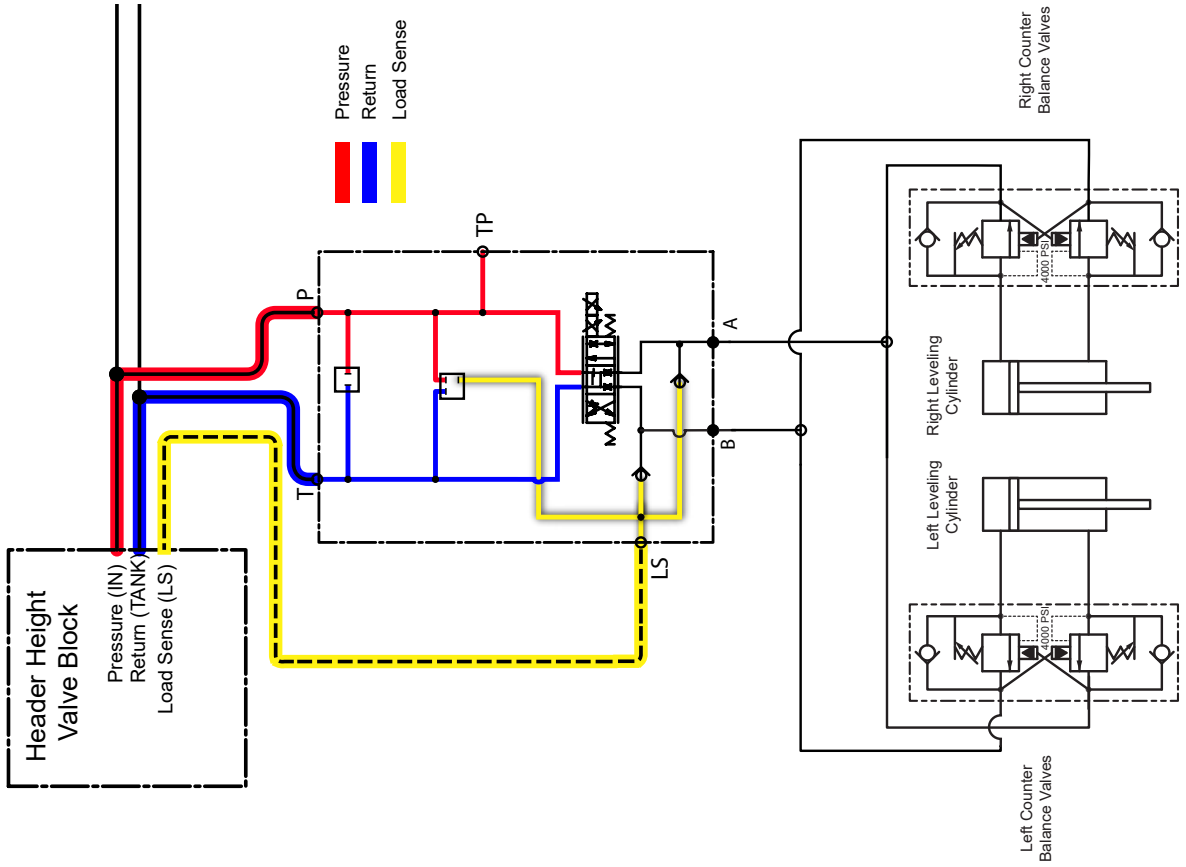 Header Height
Valve Block
Pressure (IN)
Return (TANK)
Load Sense (LS)
Pressure
Return
Load Sense
P
T
TP
LS
A
B
Right Counter
Balance Valves
4000 PSI
Right Leveling
Cylinder
Left Leveling
Cylinder
4000 PSI
Left Counter
Balance Valves